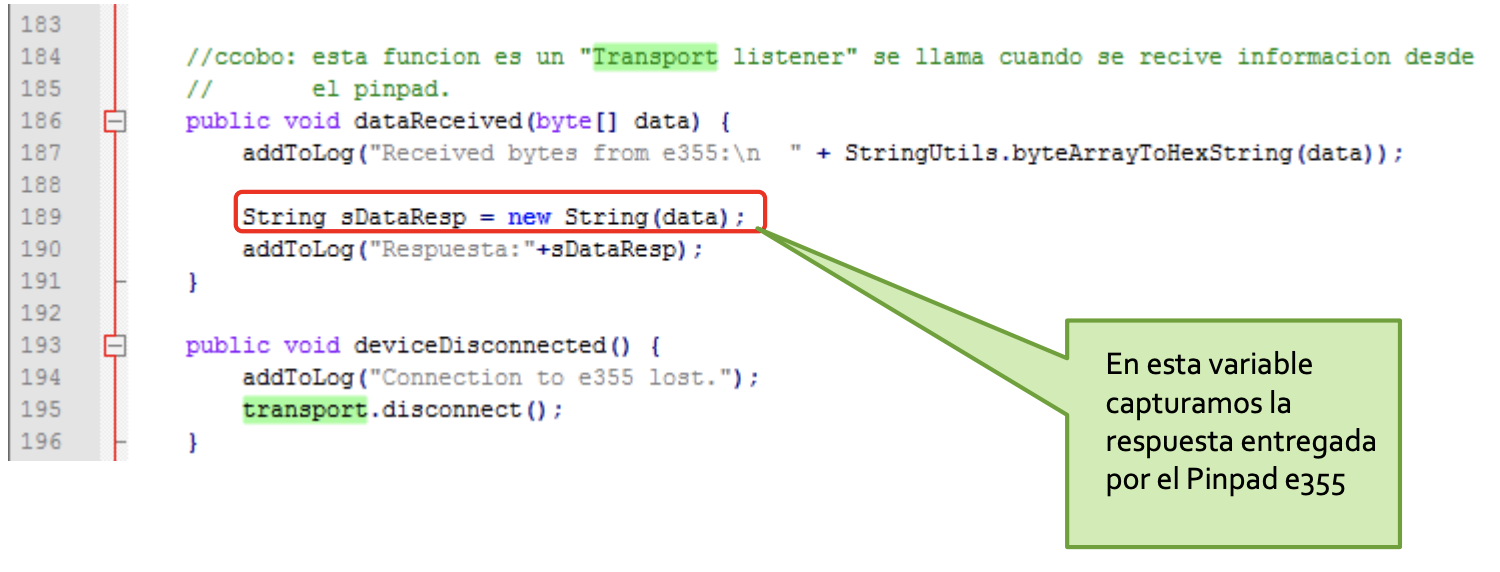 183
184 //ccobo: esta funcion es un "Transport listener" se llama cuando se recive informacion desde
185 // el pinpad.
186 public void dataReceived(byte[] data) {
187 addToLog("Received bytes from e355:\n " + StringUtils.byteArrayToHexString(data));
188
189 String sDataResp = new String(data);
190 addToLog("Respuesta:"+sDataResp);
191 }
192
193 public void deviceDisconnected() {
194 addToLog("Connection to e355 lost.");
195 transport.disconnect();
196 }
En esta variable
capturamos la
respuesta entregada
por el Pinpad e355